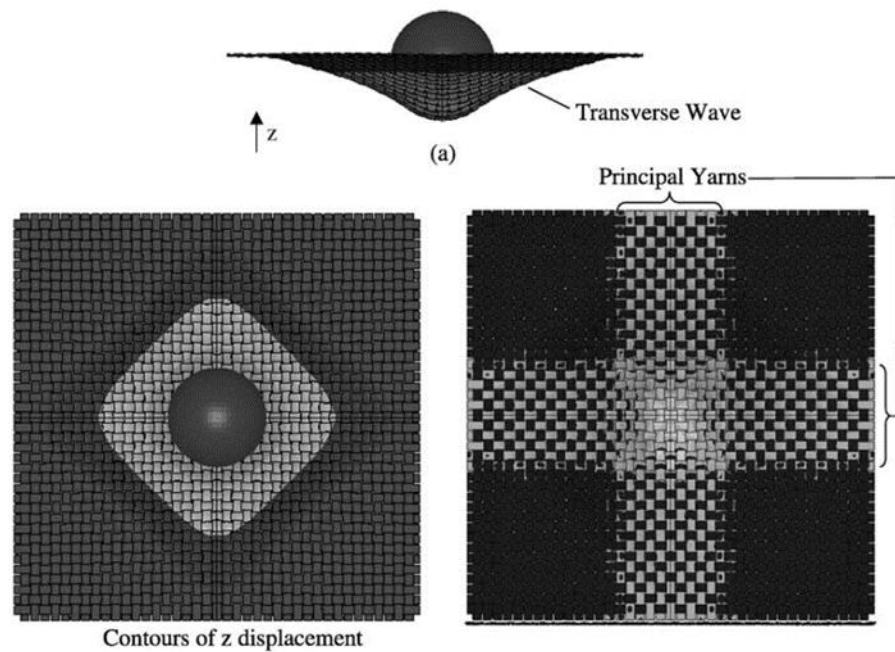 z
Transverse Wave
(a)
Principal Yarns
Contours of z displacement